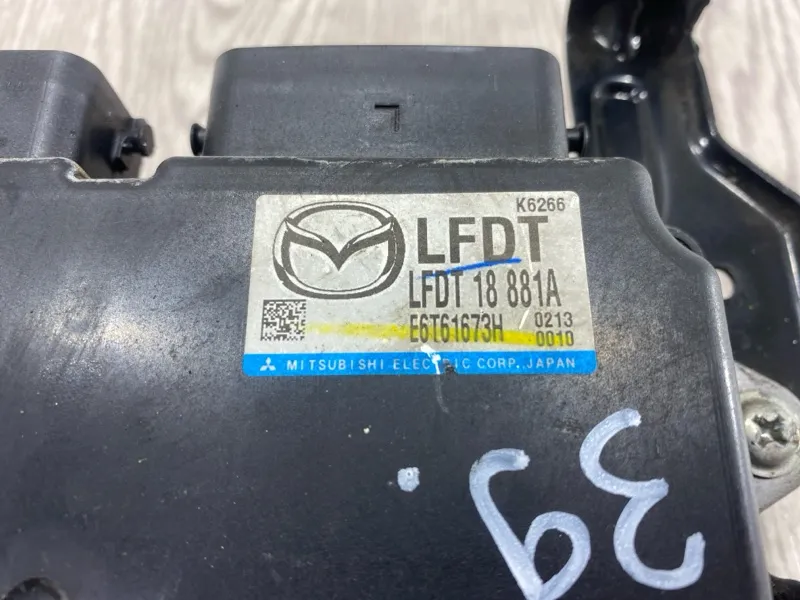 K6266
LFDT
LFDT 18 881A
E6T61673H 0213
0010
MITSUBISHI ELECTRIC CORP. JAPAN
39